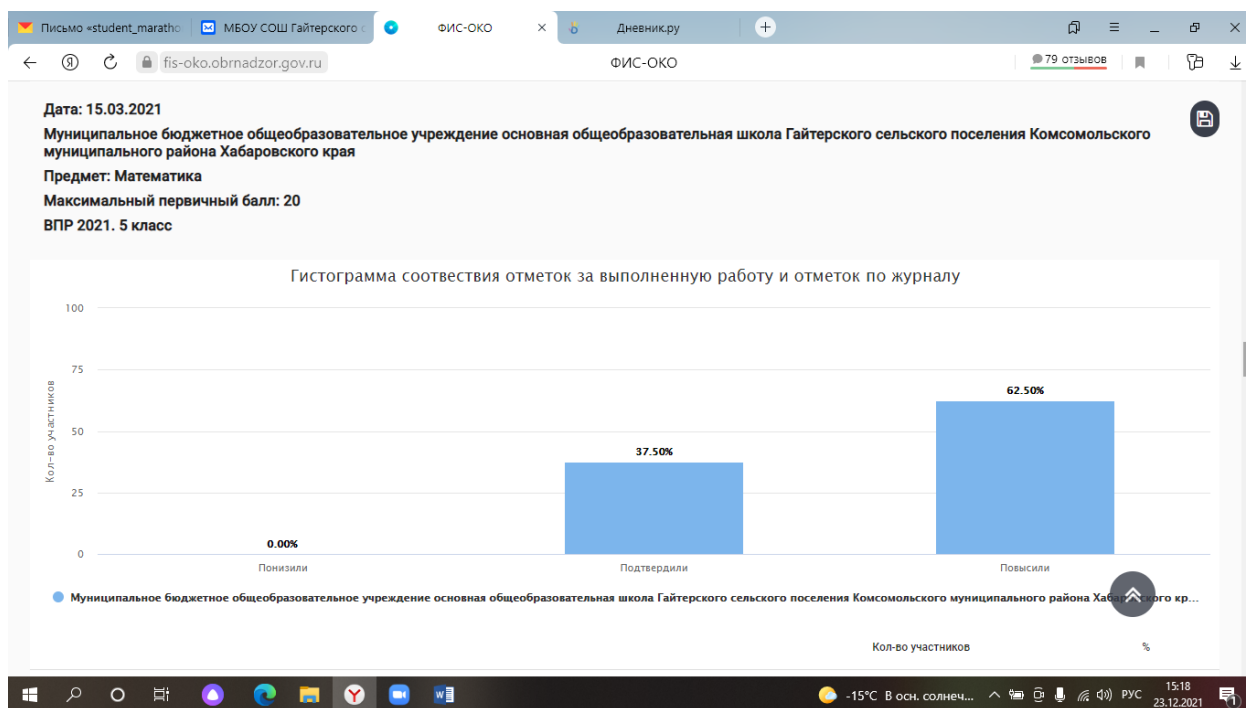 Письмо «student_maratho
МБОУ СОШ Гайтерского с
ФИС-ОКО
Дневник.ру
fis-oko.obrnadzor.gov.ru
ФИС-ОКО
79 отзывов
Дата: 15.03.2021
Муниципальное бюджетное общеобразовательное учреждение основная общеобразовательная школа Гайтерского сельского поселения Комсомольского
муниципального района Хабаровского края
Предмет: Математика
Максимальный первичный балл: 20
ВПР 2021. 5 класс
Гистограмма соотвествия отметок за выполненную работу и отметок по журналу
Кол-во участников
100
75
50
25
0
0.00%
37.50%
62.50%
Понизили
Подтвердили
Повысили
Муниципальное бюджетное общеобразовательное учреждение основная общеобразовательная школа Гайтерского сельского поселения Комсомольского муниципального района Хабаровского кр...
Кол-во участников
%
-15°C В осн. солнеч...
РУС
15:18
23.12.2021
1